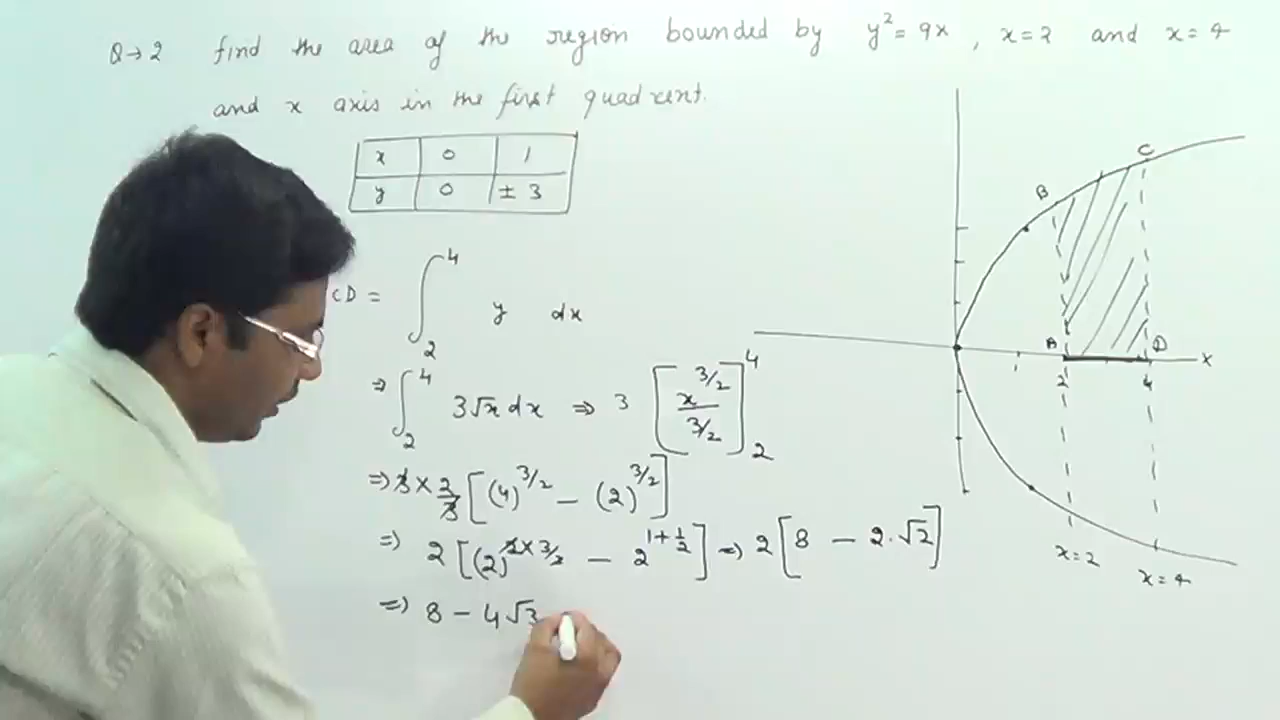 Q→2 find the area of the region bounded by y² = 9x , x=2 and x=4
and x axis in the first quadrent.
x 0 1
y 0 ± 3
CD = ∫₂⁴ y dx
⇒ ∫₂⁴ 3√x dx ⇒ 3 [x^(3/2) / (3/2)]₂⁴
⇒ 3 × 2/3 [(4)^(3/2) − (2)^(3/2)]
⇒ 2 [(2)^(2×3/2) − 2^(1+1/2)] ⇒ 2 [8 − 2·√2]
⇒ 8 − 4√3
C
B
A
D
x
2
4
x=2
x=4